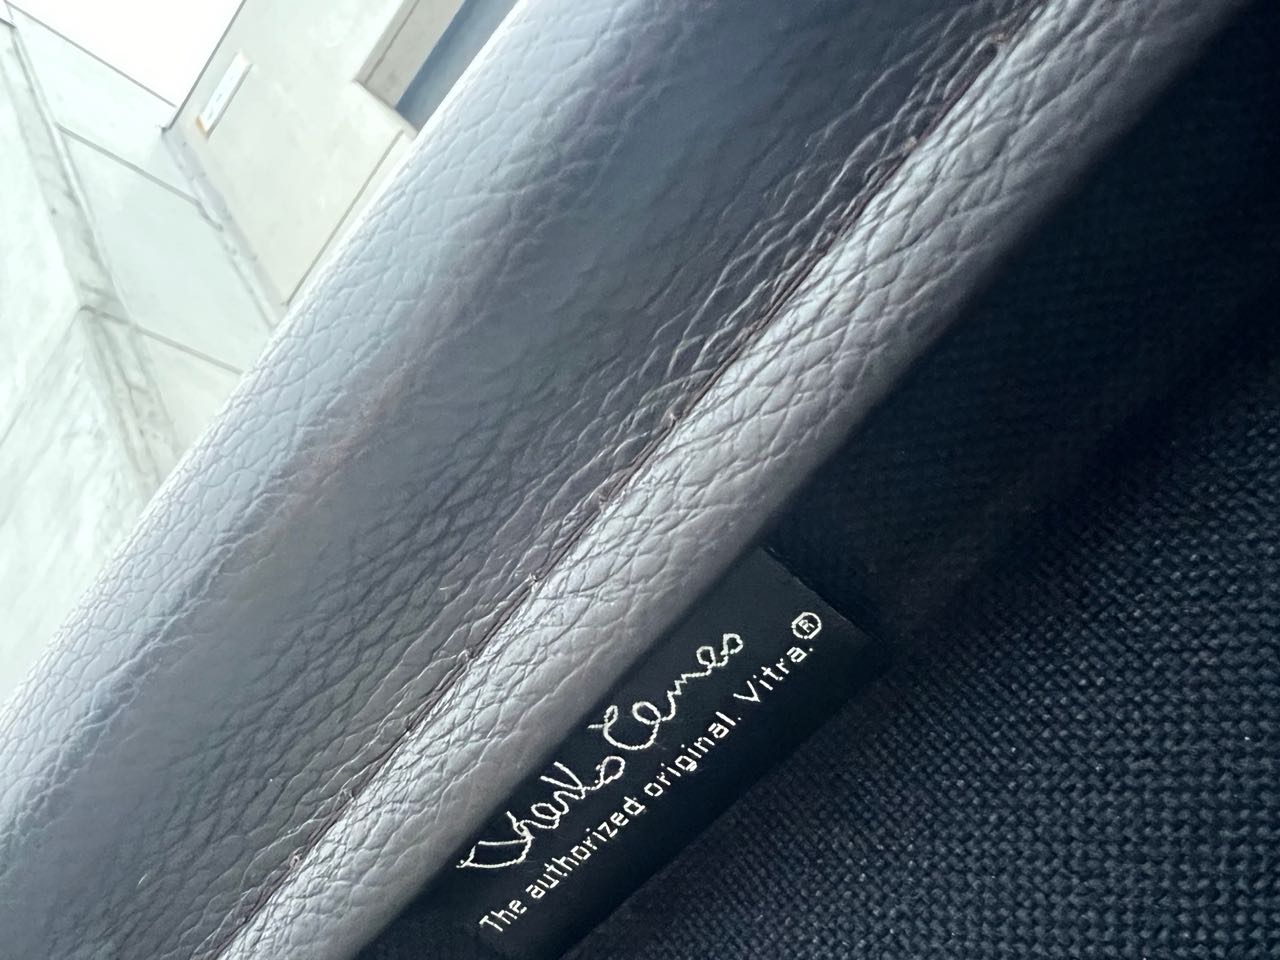 Charles Eames
The authorized original. Vitra.®